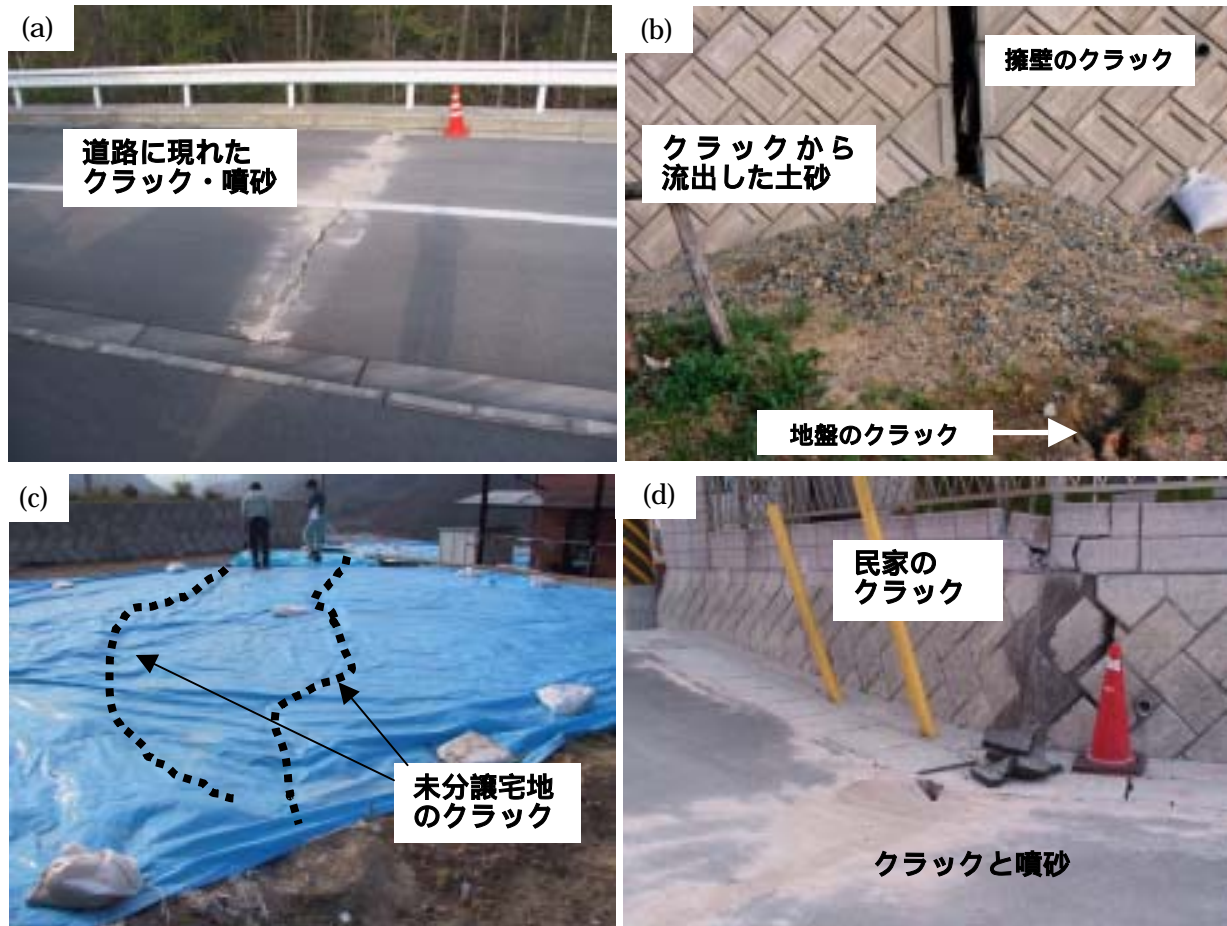 (a)
道路に現れた
クラック・噴砂
(b)
擁壁のクラック
クラックから
流出した土砂
地盤のクラック
(c)
未分譲宅地
のクラック
(d)
民家の
クラック
クラックと噴砂